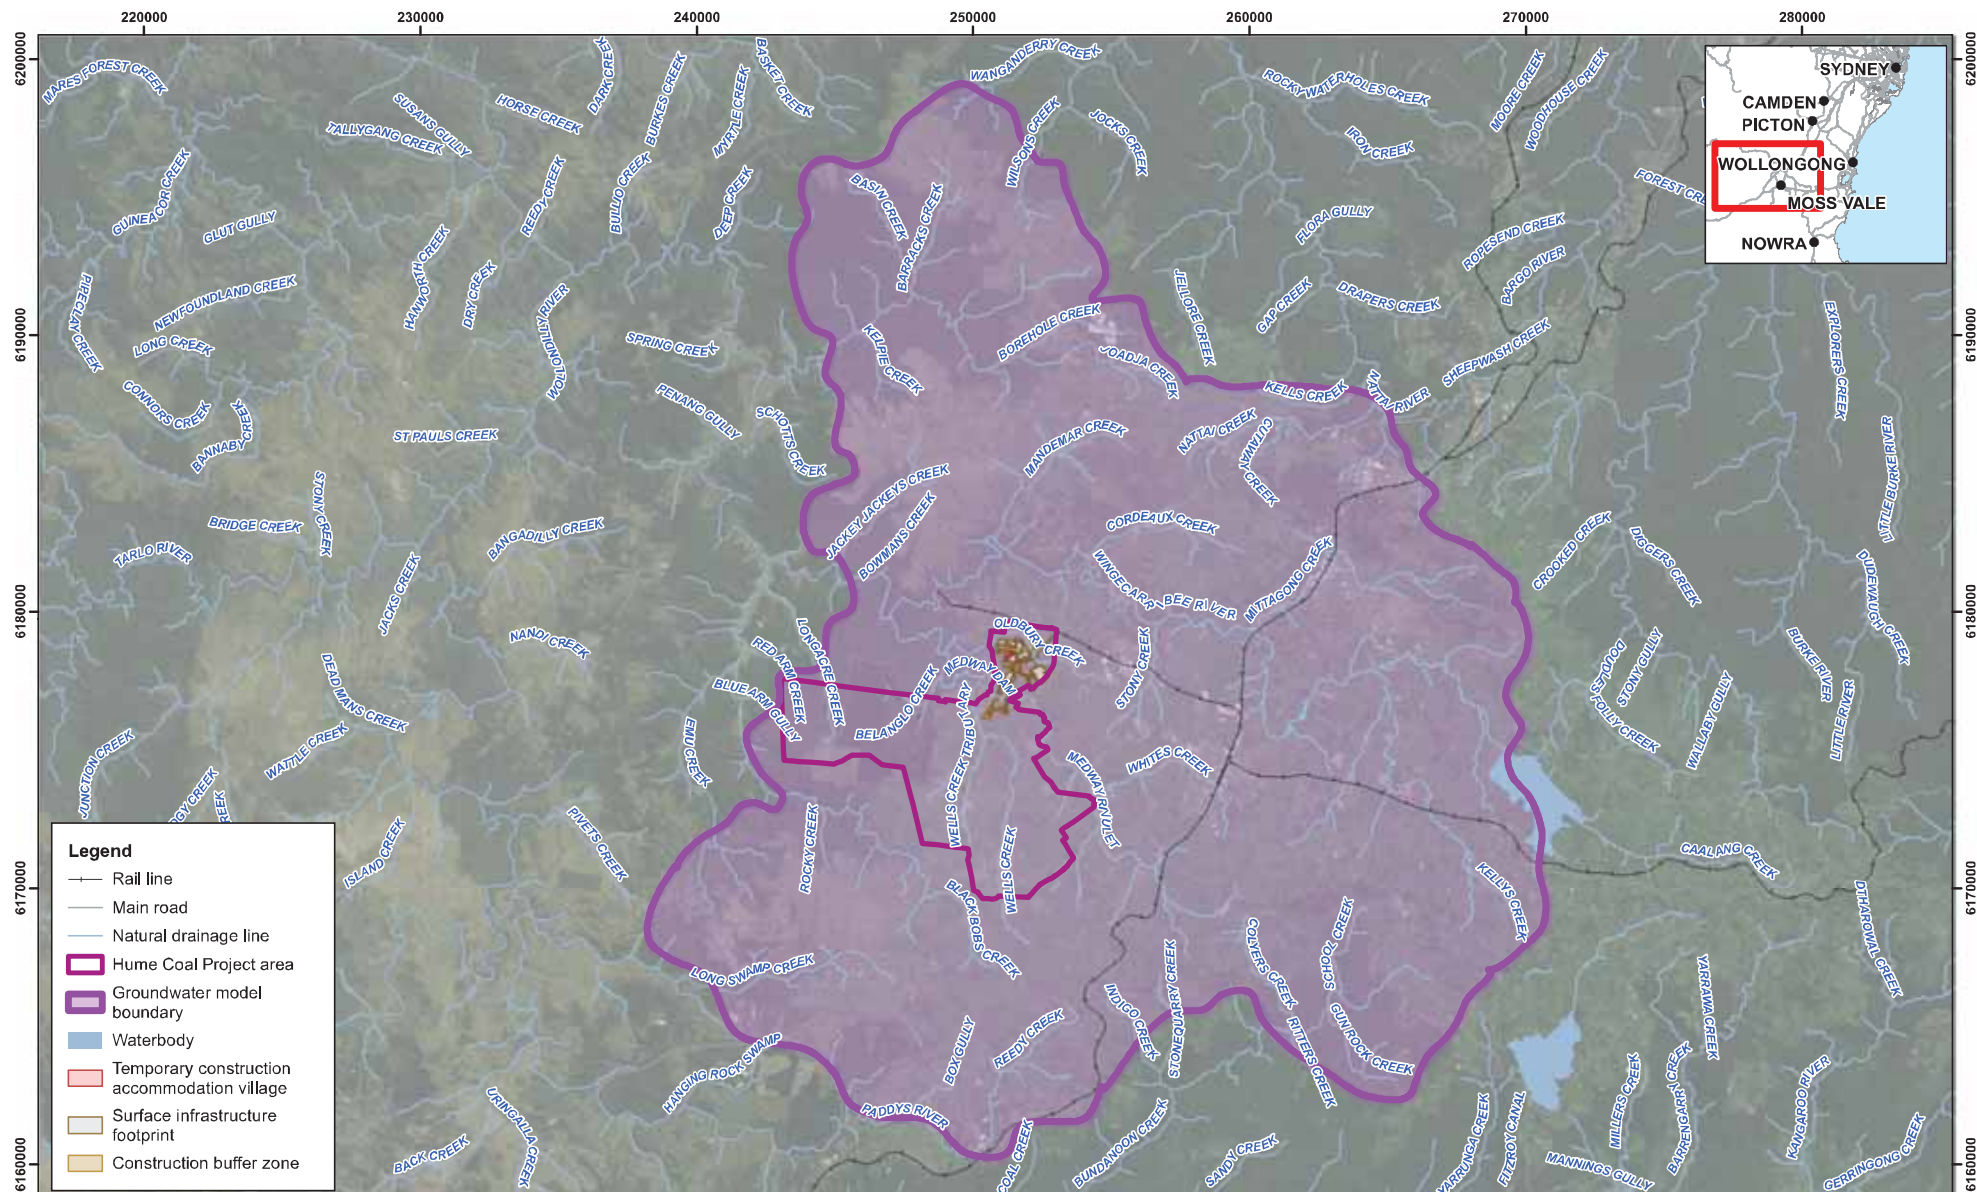 220000
230000
240000
250000
260000
270000
280000
6200000
6200000
MARES FOREST CREEK
SUSANS GULLY
TALLYGANG CREEK
HORSE CREEK
BURKES CREEK
MYRTLE CREEK
BASKET CREEK
WANGANDERRY CREEK
WILSONS CREEK
JOCKS CREEK
ROCKY WATERHOLES CREEK
IRON CREEK
MOORE CREEK
WOODHOUSE CREEK
SYDNEY
CAMDEN
PICTON
WOLLONGONG
MOSS VALE
NOWRA
GUINEACOR CREEK
GLUT GULLY
REEDY CREEK
BULLIO CREEK
DEEP CREEK
BASIN CREEK
BARRACKS CREEK
FLORA GULLY
ROPESEND CREEK
BARGO RIVER
PIPECLAY CREEK
NEWFOUNDLAND CREEK
HANWORTH CREEK
DRY CREEK
WOLLONDILLY RIVER
JELLORE CREEK
GAP CREEK
DRAPERS CREEK
EXPLORERS CREEK
6190000
6190000
LONG CREEK
SPRING CREEK
KELPIE CREEK
BOREHOLE CREEK
JOADJA CREEK
SHEEPWASH CREEK
CONNORS CREEK
PENANG GULLY
SCHOTTS CREEK
KELLS CREEK
NATTAI RIVER
BANNABY CREEK
ST PAULS CREEK
MANDEMAR CREEK
NATTAI CREEK
CUTAWAY CREEK
STONY CREEK
BRIDGE CREEK
BANGADILLY CREEK
JACKEY JACKEYS CREEK
BOWMANS CREEK
CORDEAUX CREEK
CROOKED CREEK
DIGGERS CREEK
TARLO RIVER
JACKS CREEK
MITTAGONG CREEK
DUDEWAUGH CREEK
6180000
6180000
NANDI CREEK
LONGACRE CREEK
RED ARM CREEK
OLDBURY CREEK
MEDWAY DAM
STONY CREEK
STONY GULLY
BURKE RIVER
DEAD MANS CREEK
BLUE ARM GULLY
BELANGLO CREEK
WELLS CREEK TRIBUTARY
POLLY CREEK
WALLABY GULLY
LITTLE RIVER
JUNCTION CREEK
WATTLE CREEK
EMU CREEK
MEDWAY RIVULET
WHITES CREEK
ISLAND CREEK
PIVETS CREEK
ROCKY CREEK
WELLS CREEK
CAALANG CREEK
6170000
6170000
BLACK BOBS CREEK
KELLYS CREEK
DTHAROWAL CREEK
LONG SWAMP CREEK
COLYERS CREEK
SCHOOL CREEK
YARRAWA CREEK
INDIGO CREEK
STONEQUARRY CREEK
HANGING ROCK SWAMP
BOX GULLY
REEDY CREEK
RITTERS CREEK
GUN ROCK CREEK
URINGALLA CREEK
BACK CREEK
PADDYS RIVER
COAL CREEK
BUNDANOON CREEK
SANDY CREEK
YARRUNGA CREEK
FITZROY CANAL
MANNINGS GULLY
MILLERS CREEK
BARRENGARRY CREEK
KANGAROO RIVER
GERRINGONG CREEK
6160000
6160000
Legend
Rail line
Main road
Natural drainage line
Hume Coal Project area
Groundwater model
boundary
Waterbody
Temporary construction
accommodation village
Surface infrastructure
footprint
Construction buffer zone